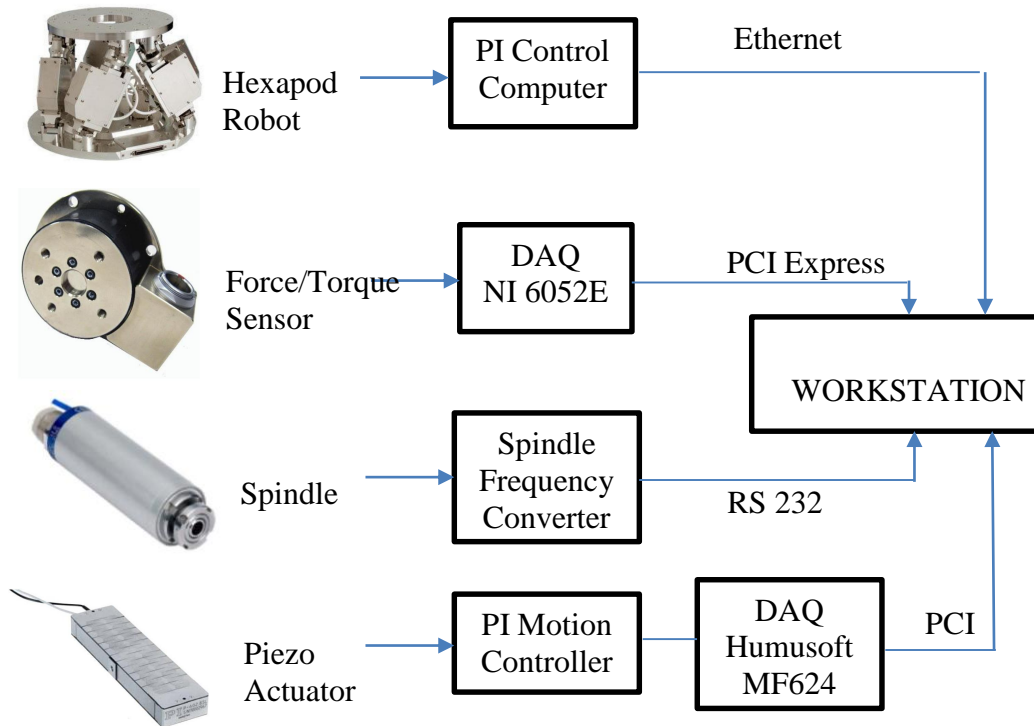 Hexapod
Robot
PI Control
Computer
Ethernet
Force/Torque
Sensor
DAQ
NI 6052E
PCI Express
WORKSTATION
Spindle
Spindle
Frequency
Converter
RS 232
Piezo
Actuator
PI Motion
Controller
DAQ
Humusoft
MF624
PCI